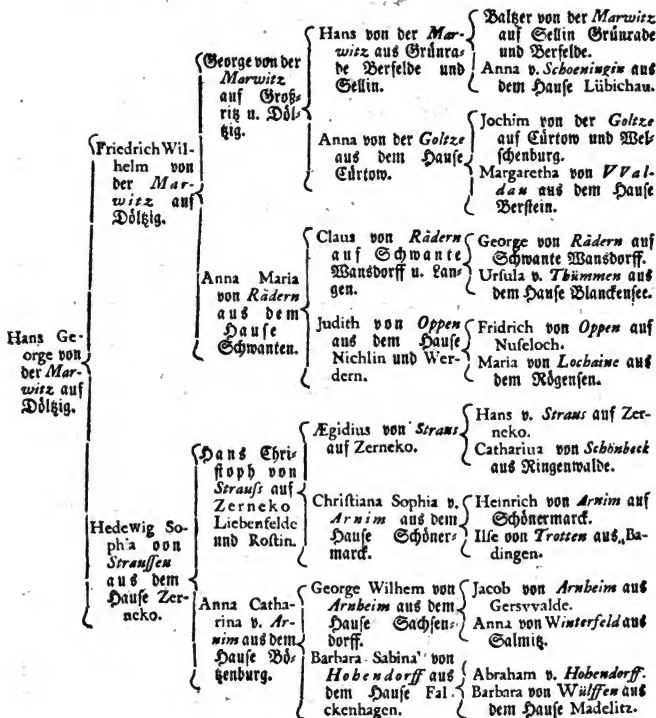 Hans George von
der Marwitz auf
Döltzig.
Friedrich Wil-
helm von
der Mar-
witz auf
Döltzig.
Hedewig So-
phia von
Straussen
aus dem
Hause Zer-
neko.
George von der
Marwitz
auf Groß-
ritz u. Döl-
tzig.
Anna Maria
von Rädern
aus dem
Hause
Schwanten.
Hans Chri-
stoph von
Strauss auf
Zerneko
Liebenfelde
und Rostin.
Anna Catha-
rina v. Ar-
nim aus dem
Hause Böt-
zenburg.
Hans von der Mar-
witz aus Grünra-
de Berfelde und
Sellin.
Anna von der Goltze
aus dem Hause
Cürtow.
Claus von Rädern
auf Schwante
Wansdorff u. Lan-
gen.
Judith von Oppen
aus dem Hause
Nichlin und Wer-
dern.
Ægidius von Straus
auf Zerneko.
Christiana Sophia v.
Arnim aus dem
Hause Schöner-
marck.
George Wilhem von
Arnheim aus dem
Hause Sachsen-
dorff.
Barbara Sabina von
Hohendorff aus
dem Hause Fal-
ckenhagen.
Baltzer von der Marwitz
auf Sellin Grünrade
und Berfelde.
Anna v. Schoeningin aus
dem Hause Lübichau.
Jochim von der Goltze
auf Cürtow und Wel-
schenburg.
Margaretha von VVal-
dau aus dem Hause
Berstein.
George von Rädern auf
Schwante Wansdorff.
Ursula v. Thümmen aus
dem Hause Blanckensee.
Fridrich von Oppen auf
Nuseloch.
Maria von Lochaine aus
dem Rögensen.
Hans v. Straus auf Zer-
neko.
Catharina von Schönbeck
aus Ringenwalde.
Heinrich von Arnim auf
Schönermarck.
Ilse von Trotten aus Ba-
dingen.
Jacob von Arnheim auf
Gersvvalde.
Anna von Winterfeld aus
Salmitz.
Abraham v. Hohendorff.
Barbara von Wülffen aus
dem Hause Madelitz.